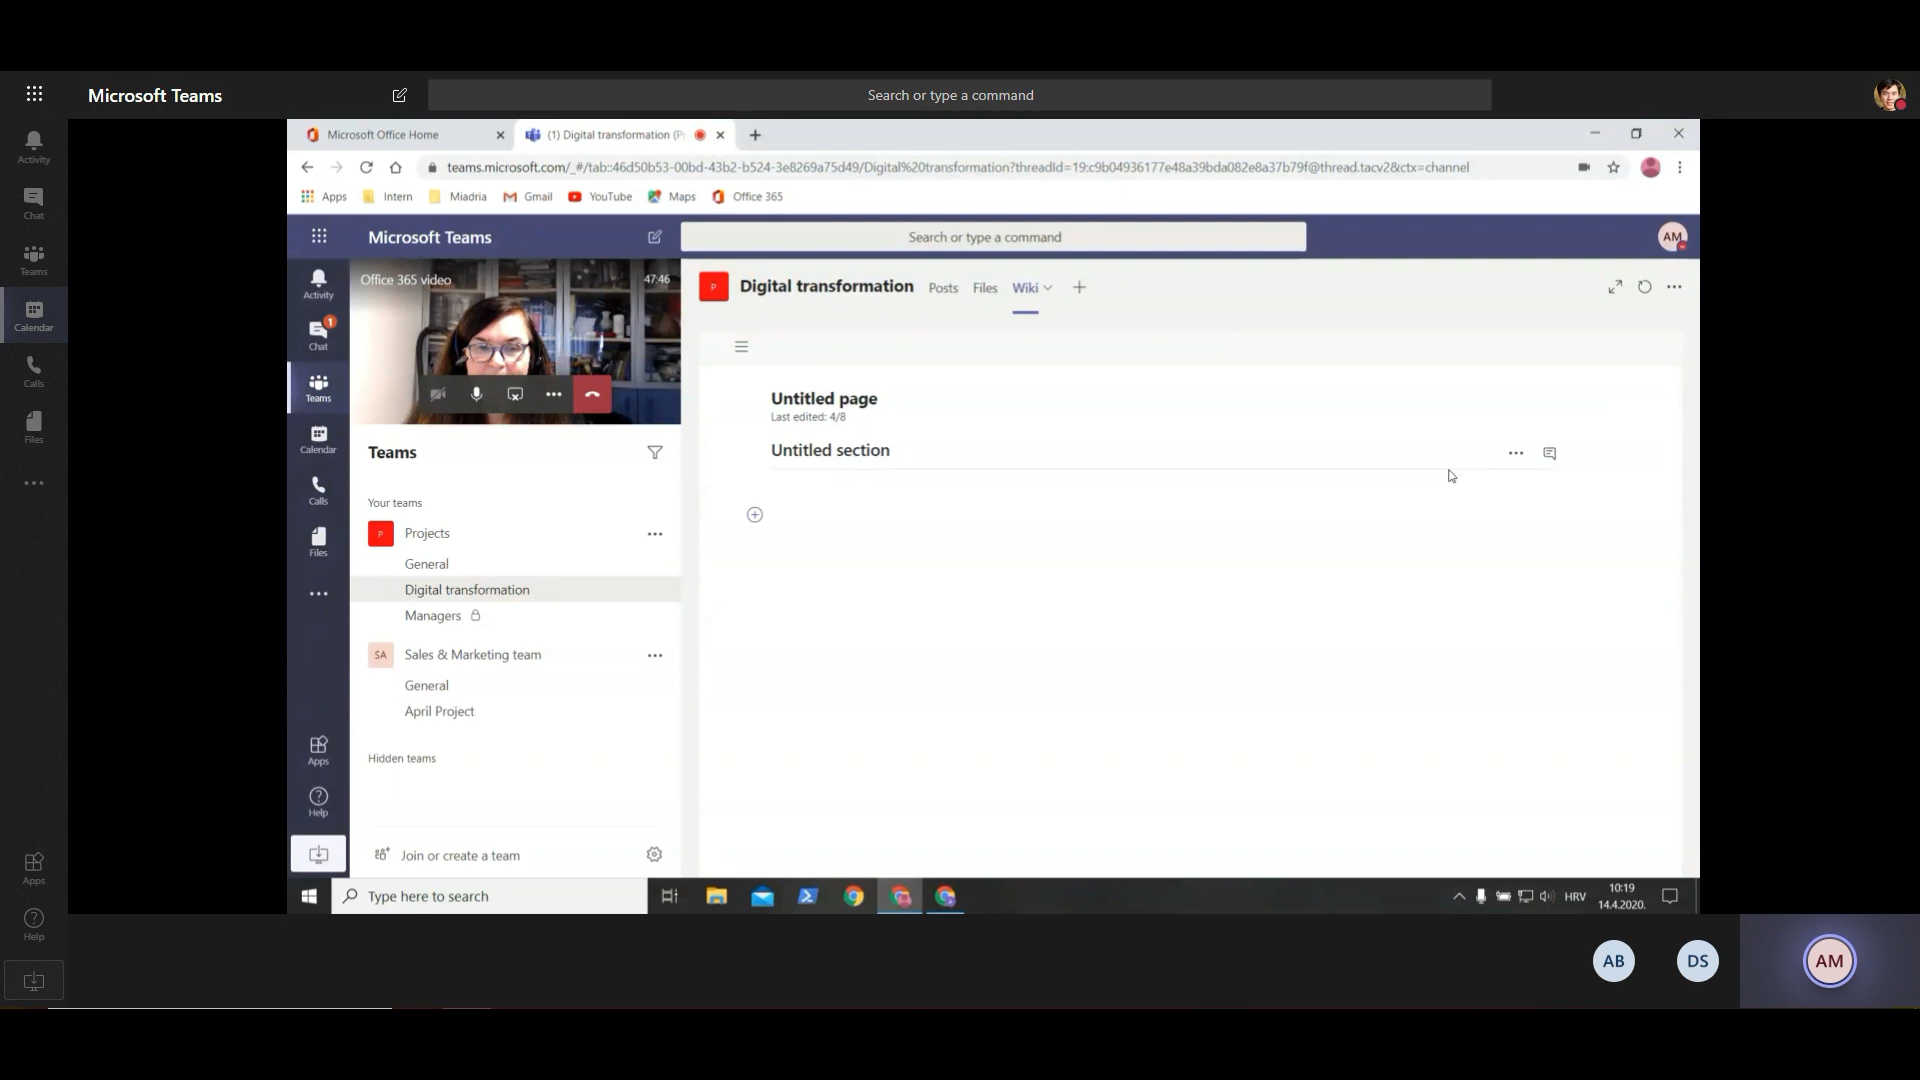 Microsoft Teams
Search or type a command
Activity
Chat
Teams
Calendar
Calls
Files
Apps
Help
Microsoft Office Home
(1) Digital transformation (P
teams.microsoft.com/_#/tab::46d50b53-00bd-43b2-b524-3e8269a75d49/Digital%20transformation?threadId=19:c9b04936177e48a39bda082e8a37b79f@thread.tacv2&ctx=channel
Apps
Intern
Miadria
Gmail
YouTube
Maps
Office 365
Microsoft Teams
Search or type a command
AM
Activity
Chat
1
Teams
Calendar
Calls
Files
Apps
Help
Office 365 video
47:46
Teams
Your teams
P
Projects
General
Digital transformation
Managers
SA
Sales & Marketing team
General
April Project
Hidden teams
Join or create a team
P
Digital transformation
Posts
Files
Wiki
Untitled page
Last edited: 4/8
Untitled section
Type here to search
HRV
10:19
14.4.2020.
AB
DS
AM